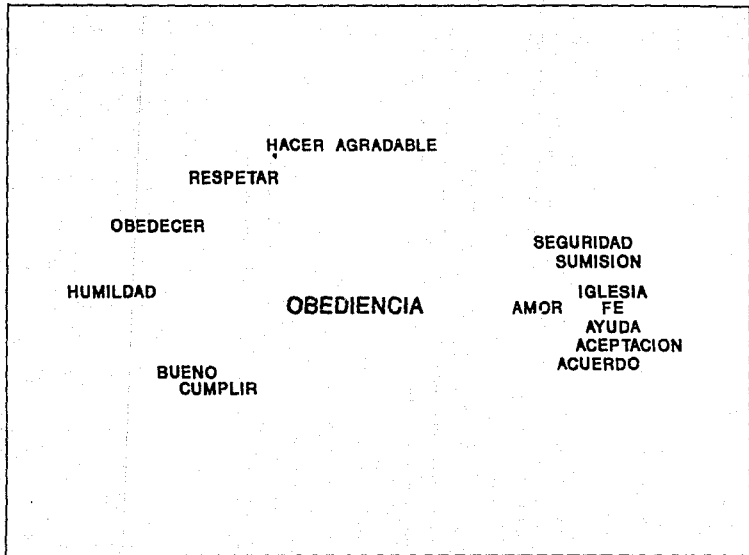 HACER AGRADABLE
RESPETAR
OBEDECER
SEGURIDAD
SUMISION
HUMILDAD
OBEDIENCIA
AMOR
IGLESIA
FE
AYUDA
ACEPTACION
ACUERDO
BUENO
CUMPLIR